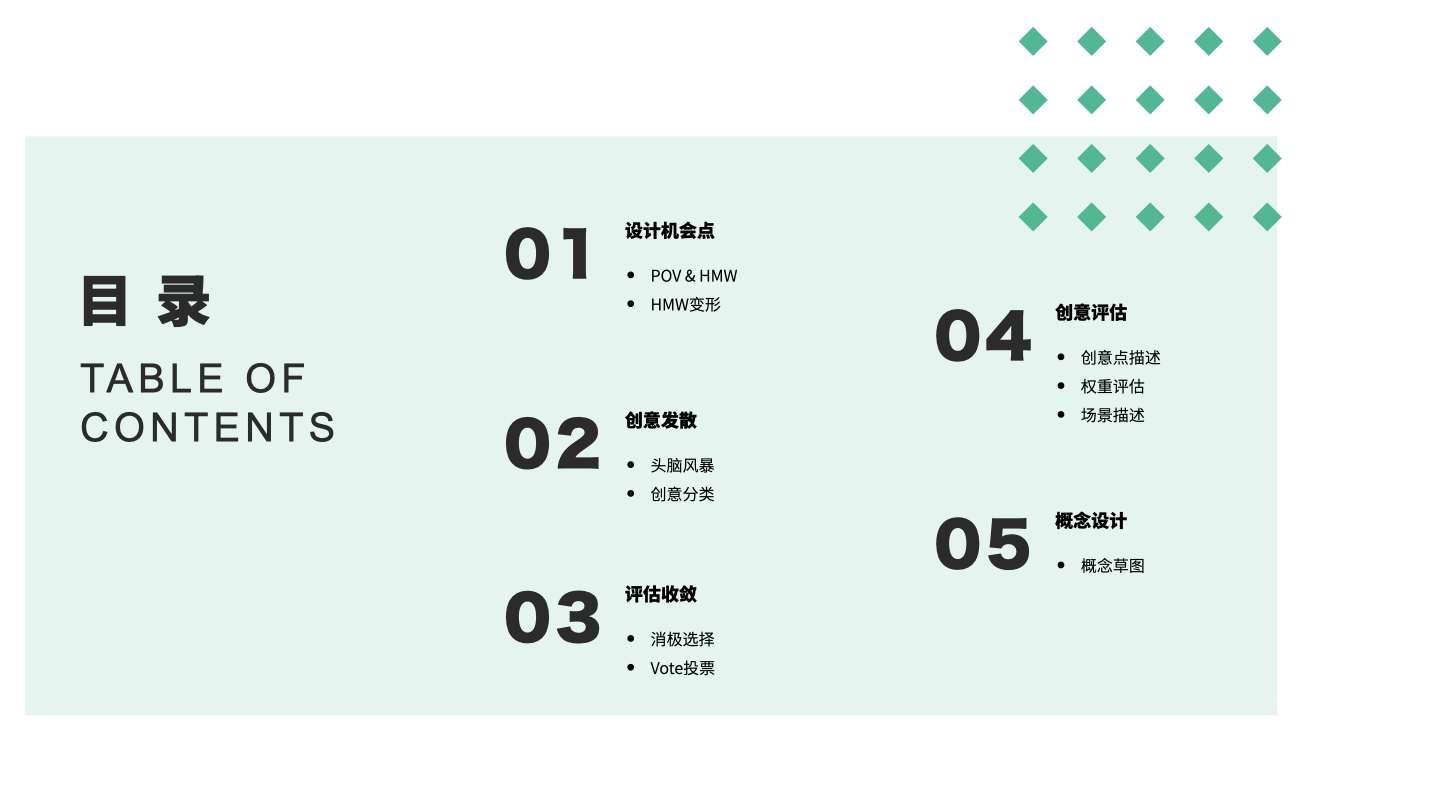 目 录
TABLE OF
CONTENTS
01
设计机会点
• POV & HMW
• HMW变形
02
创意发散
• 头脑风暴
• 创意分类
03
评估收敛
• 消极选择
• Vote投票
04
创意评估
• 创意点描述
• 权重评估
• 场景描述
05
概念设计
• 概念草图